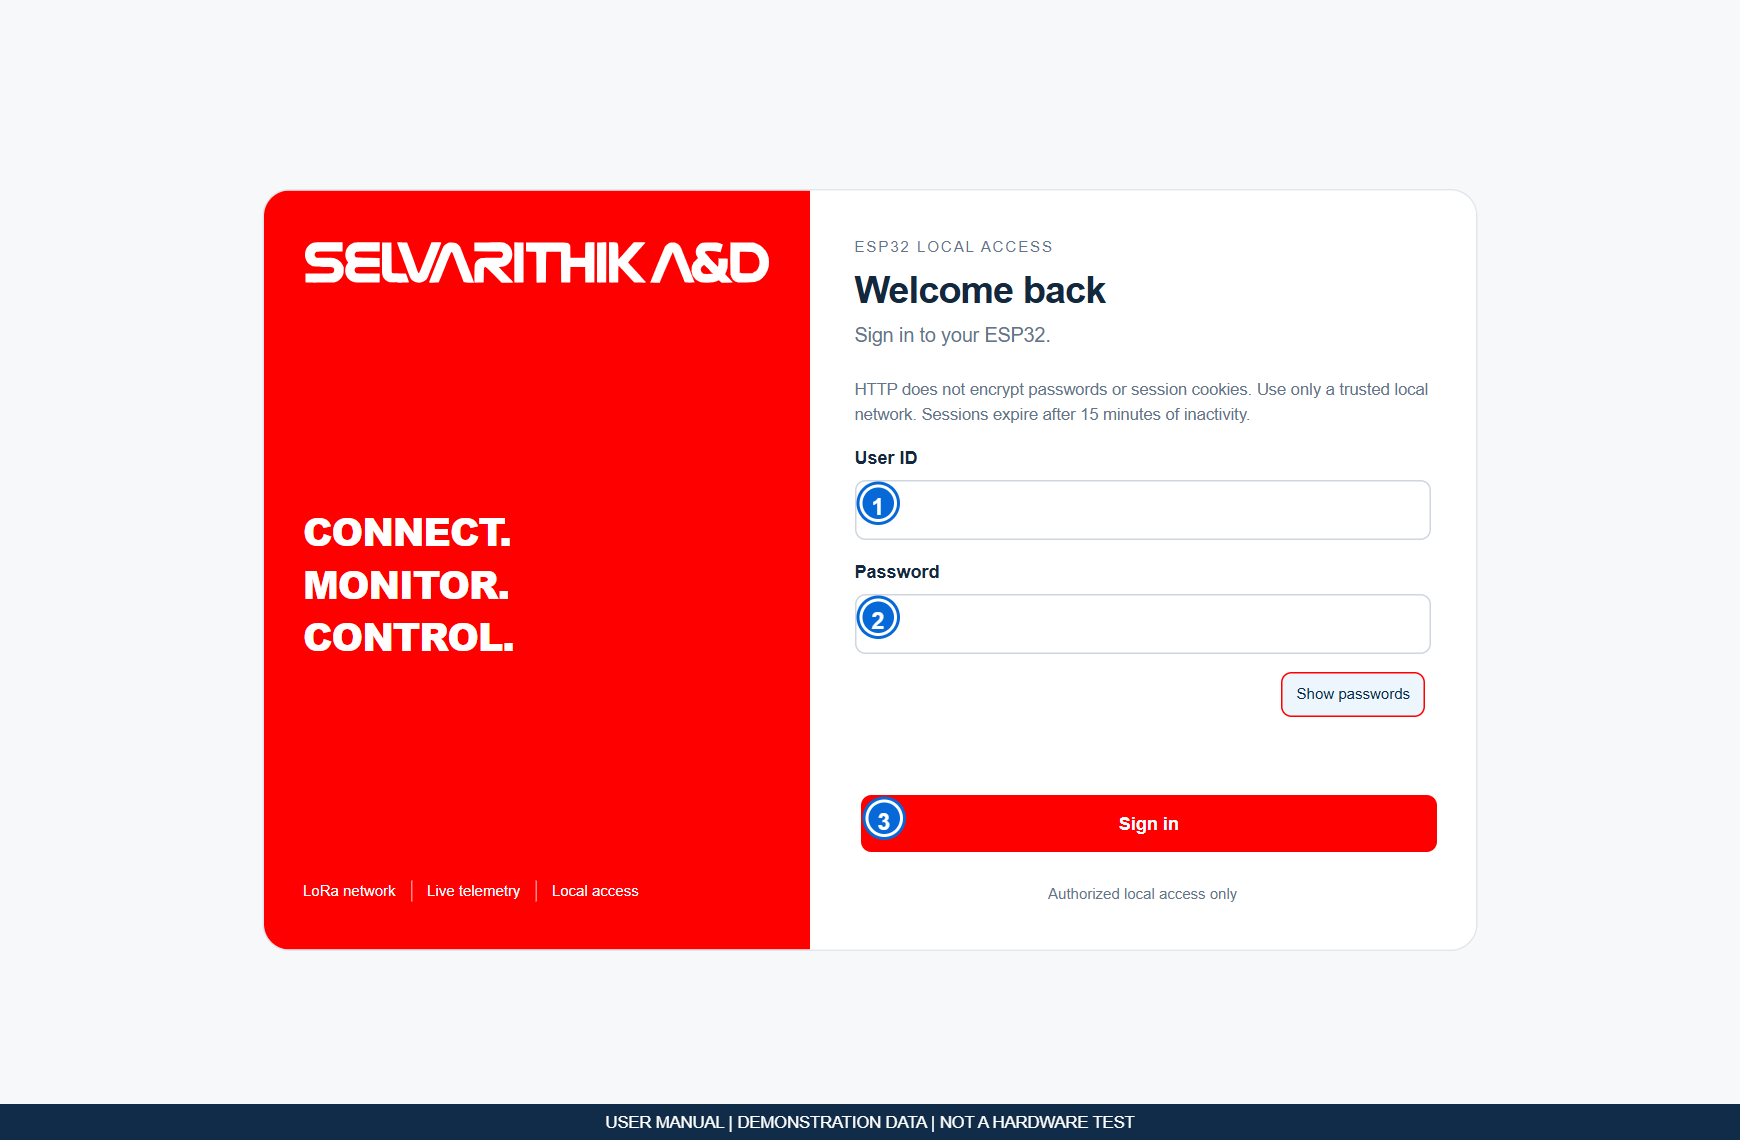 SELVARITHIK A&D
CONNECT.
MONITOR.
CONTROL.
LoRa network
Live telemetry
Local access
ESP32 LOCAL ACCESS
Welcome back
Sign in to your ESP32.
HTTP does not encrypt passwords or session cookies. Use only a trusted local
network. Sessions expire after 15 minutes of inactivity.
User ID
1
Password
2
Show passwords
3
Sign in
Authorized local access only
USER MANUAL | DEMONSTRATION DATA | NOT A HARDWARE TEST